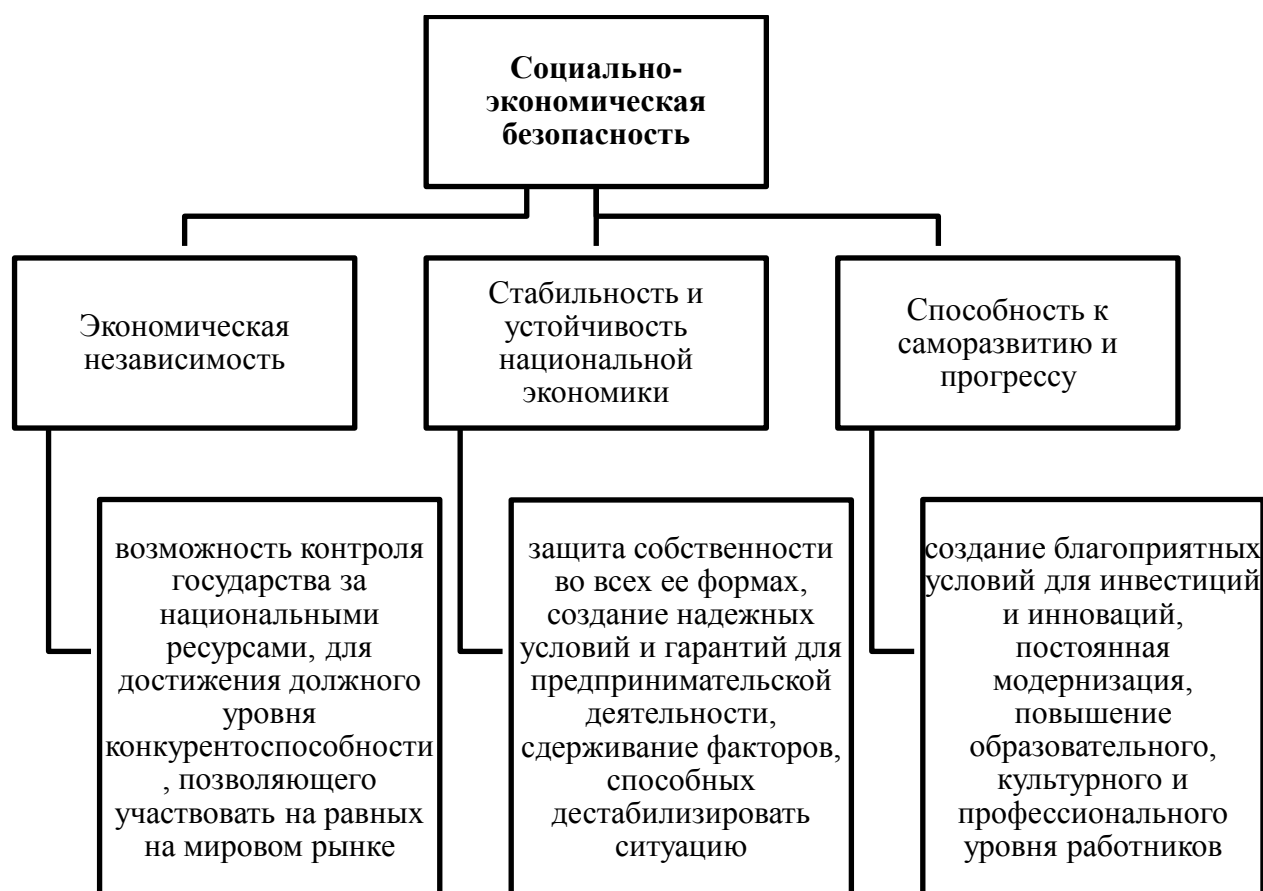 Социально-
экономическая
безопасность
Экономическая
независимость
Стабильность и
устойчивость
национальной
экономики
Способность к
саморазвитию и
прогрессу
возможность контроля
государства за
национальными
ресурсами, для
достижения должного
уровня
конкурентоспособности
, позволяющего
участвовать на равных
на мировом рынке
защита собственности
во всех ее формах,
создание надежных
условий и гарантий для
предпринимательской
деятельности,
сдерживание факторов,
способных
дестабилизировать
ситуацию
создание благоприятных
условий для инвестиций
и инноваций,
постоянная
модернизация,
повышение
образовательного,
культурного и
профессионального
уровня работников